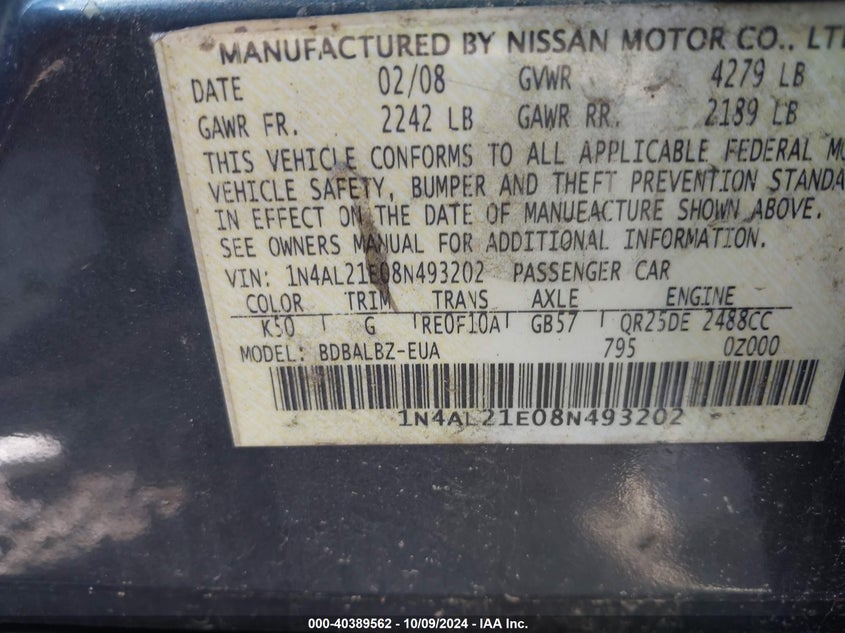 MANUFACTURED BY NISSAN MOTOR CO., LT
DATE 02/08 GVWR 4279 LB
GAWR FR. 2242 LB GAWR RR. 2189 LB
THIS VEHICLE CONFORMS TO ALL APPLICABLE FEDERAL MO
VEHICLE SAFETY, BUMPER AND THEFT PREVENTION STANDA
IN EFFECT ON THE DATE OF MANUEACTURE SHOWN ABOVE.
SEE OWNERS MANUAL FOR ADDITIONAL INFORMATION.
VIN: 1N4AL21E08N493202 PASSENGER CAR
COLOR TRIM TRANS AXLE ENGINE
K50 G RE0F10A GB57 QR25DE 2488CC
MODEL: BDBALBZ-EUA 795 0Z000
1N4AL21E08N493202
000-40389562 - 10/09/2024 - IAA Inc.